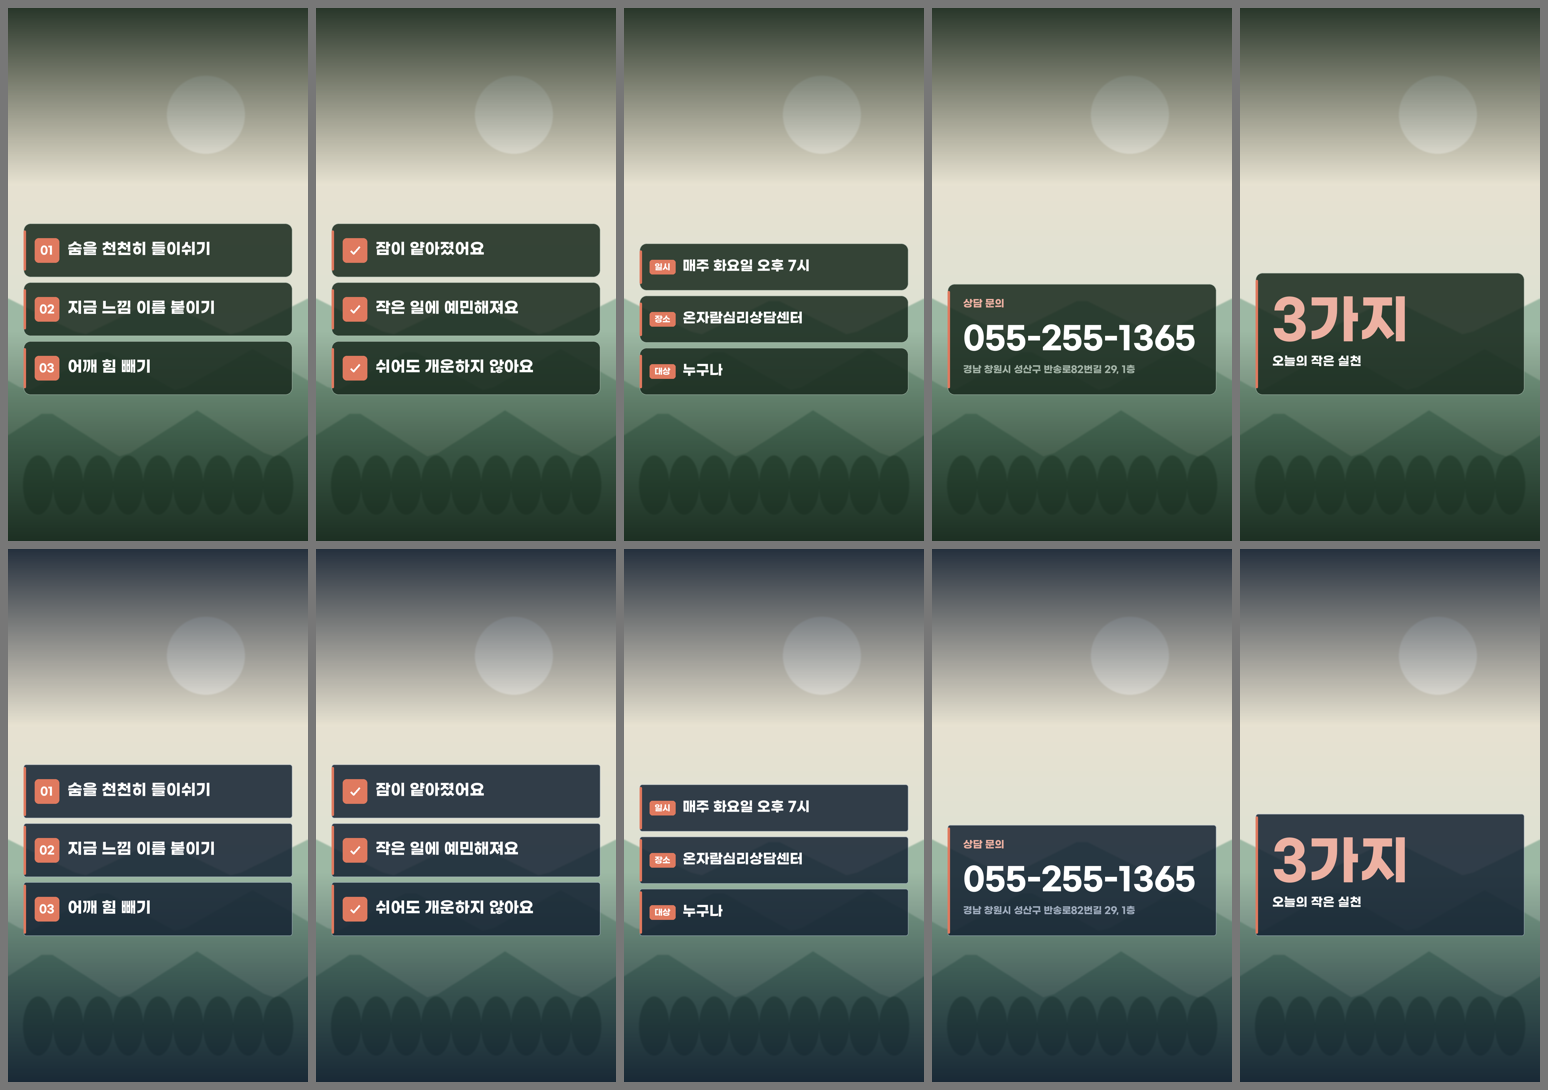 01 숨을 천천히 들이쉬기
02 지금 느낌 이름 붙이기
03 어깨 힘 빼기
잠이 얕아졌어요
작은 일에 예민해져요
쉬어도 개운하지 않아요
일시 매주 화요일 오후 7시
장소 온자람심리상담센터
대상 누구나
상담 문의
055-255-1365
경남 창원시 성산구 반송로82번길 29, 1층
3가지
오늘의 작은 실천
01 숨을 천천히 들이쉬기
02 지금 느낌 이름 붙이기
03 어깨 힘 빼기
잠이 얕아졌어요
작은 일에 예민해져요
쉬어도 개운하지 않아요
일시 매주 화요일 오후 7시
장소 온자람심리상담센터
대상 누구나
상담 문의
055-255-1365
경남 창원시 성산구 반송로82번길 29, 1층
3가지
오늘의 작은 실천